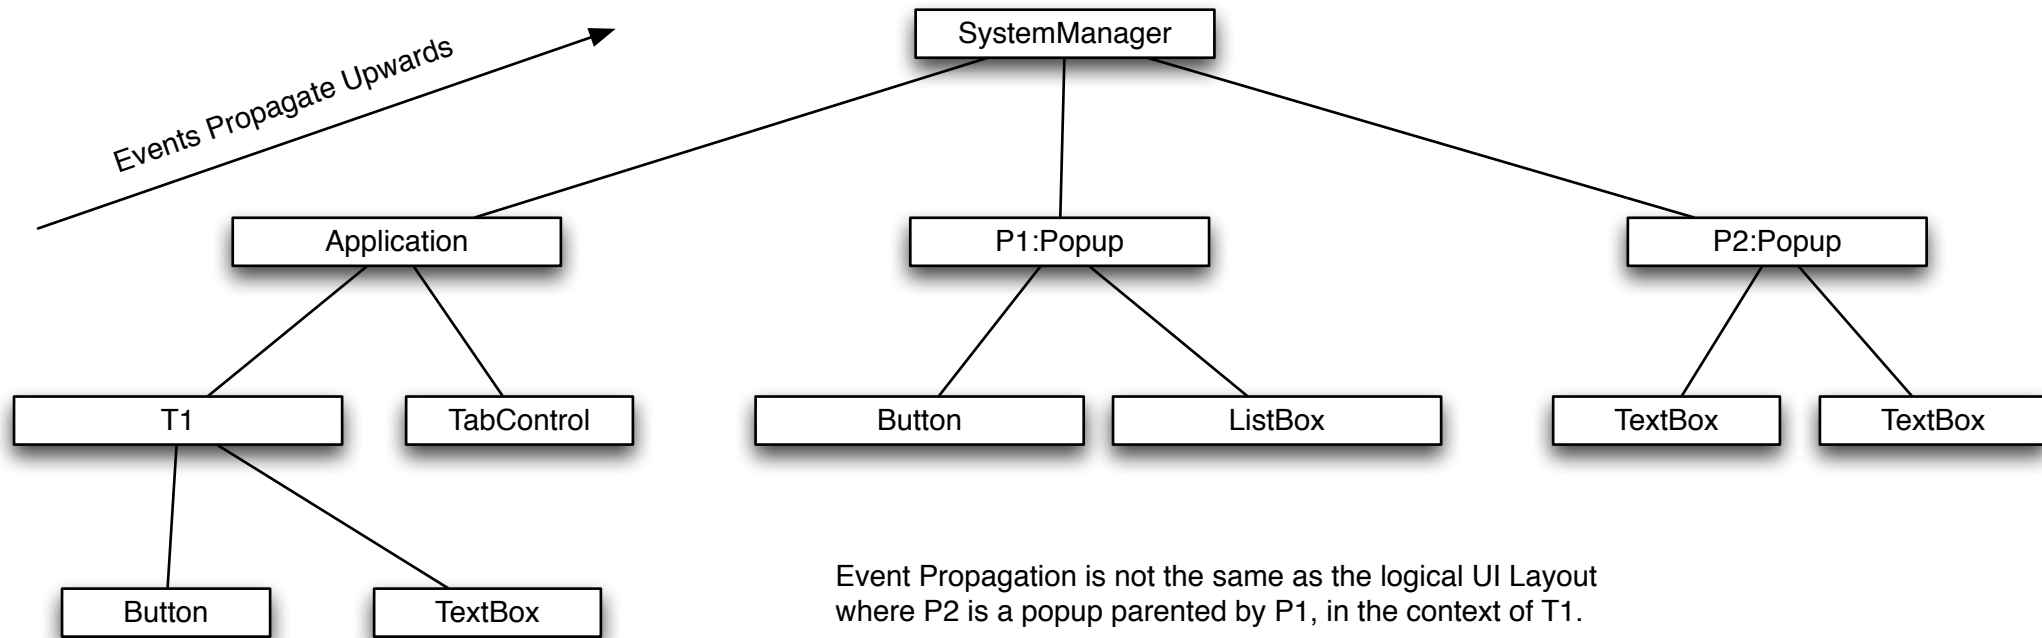 SystemManager
Events Propagate Upwards
Application
P1:Popup
P2:Popup
T1
TabControl
Button
ListBox
TextBox
TextBox
Button
TextBox
Event Propagation is not the same as the logical UI Layout
where P2 is a popup parented by P1, in the context of T1.